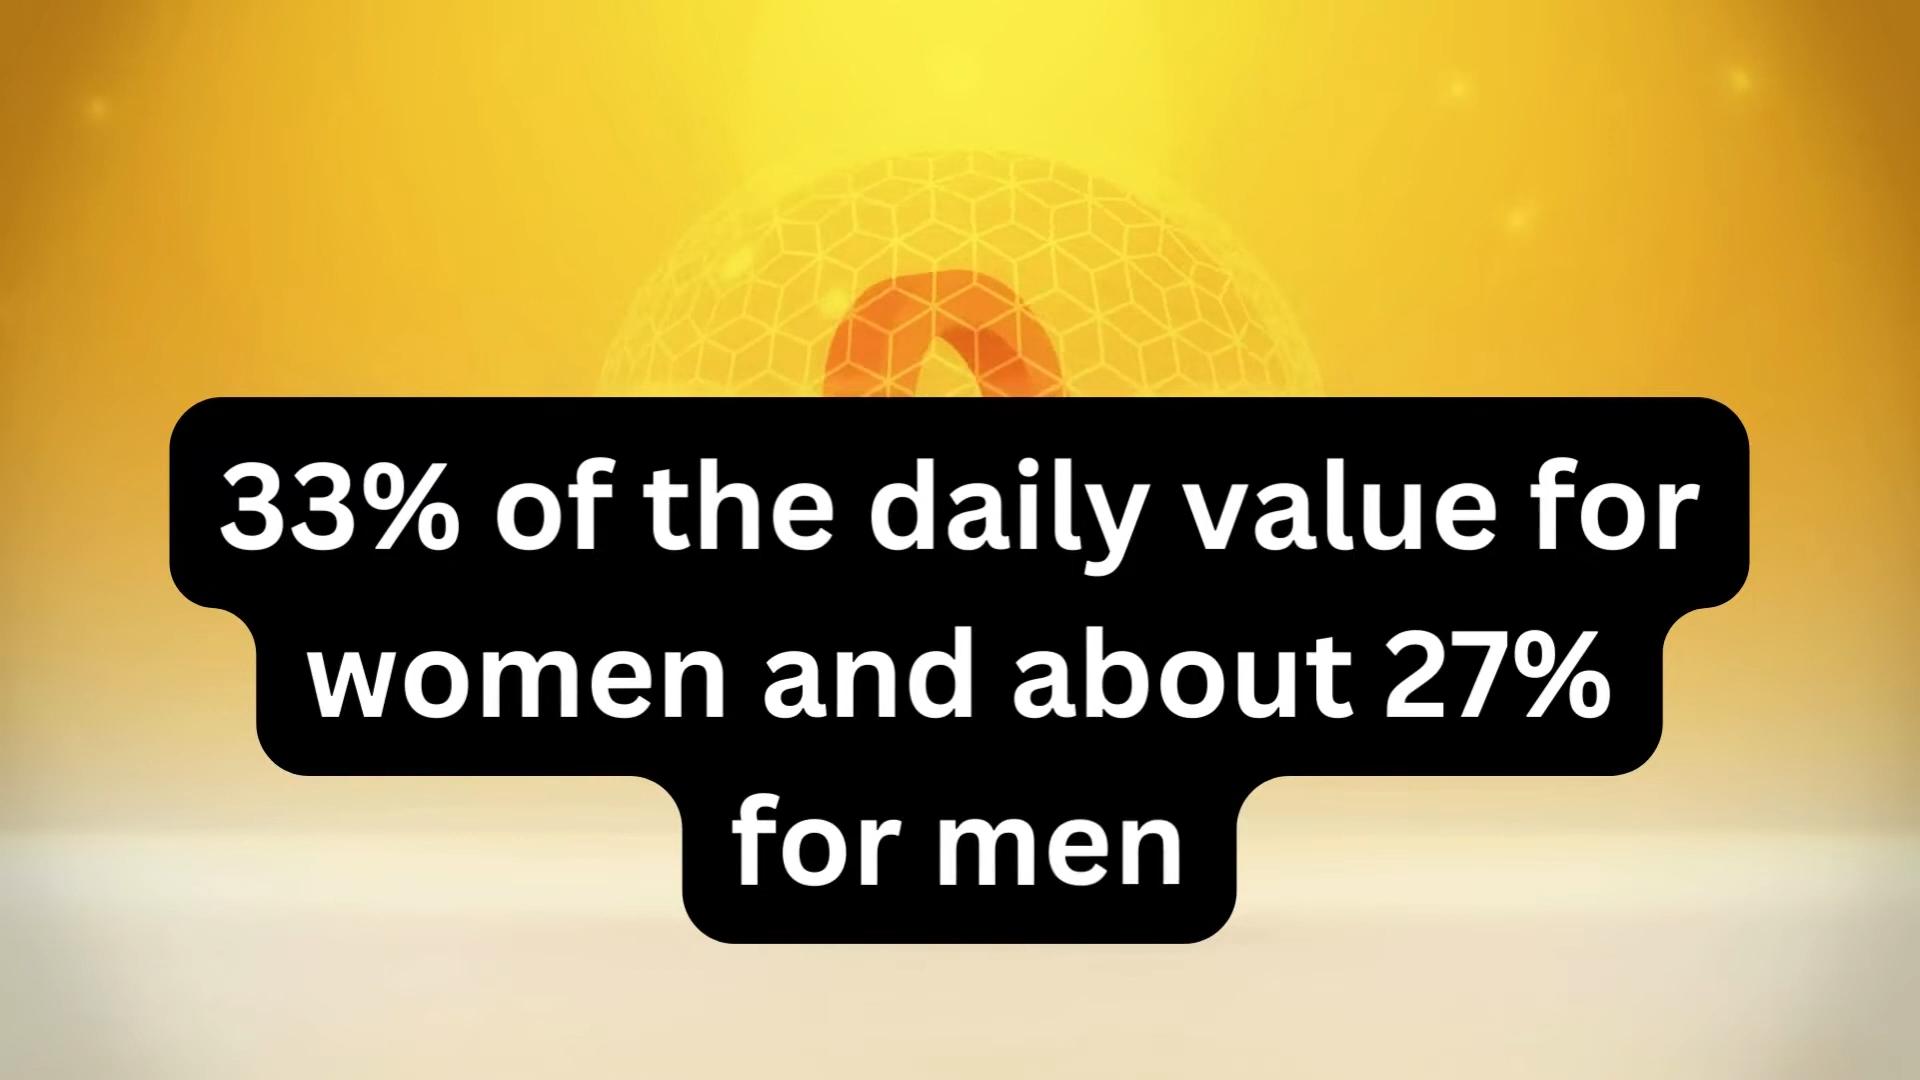 33% of the daily value for
women and about 27%
for men